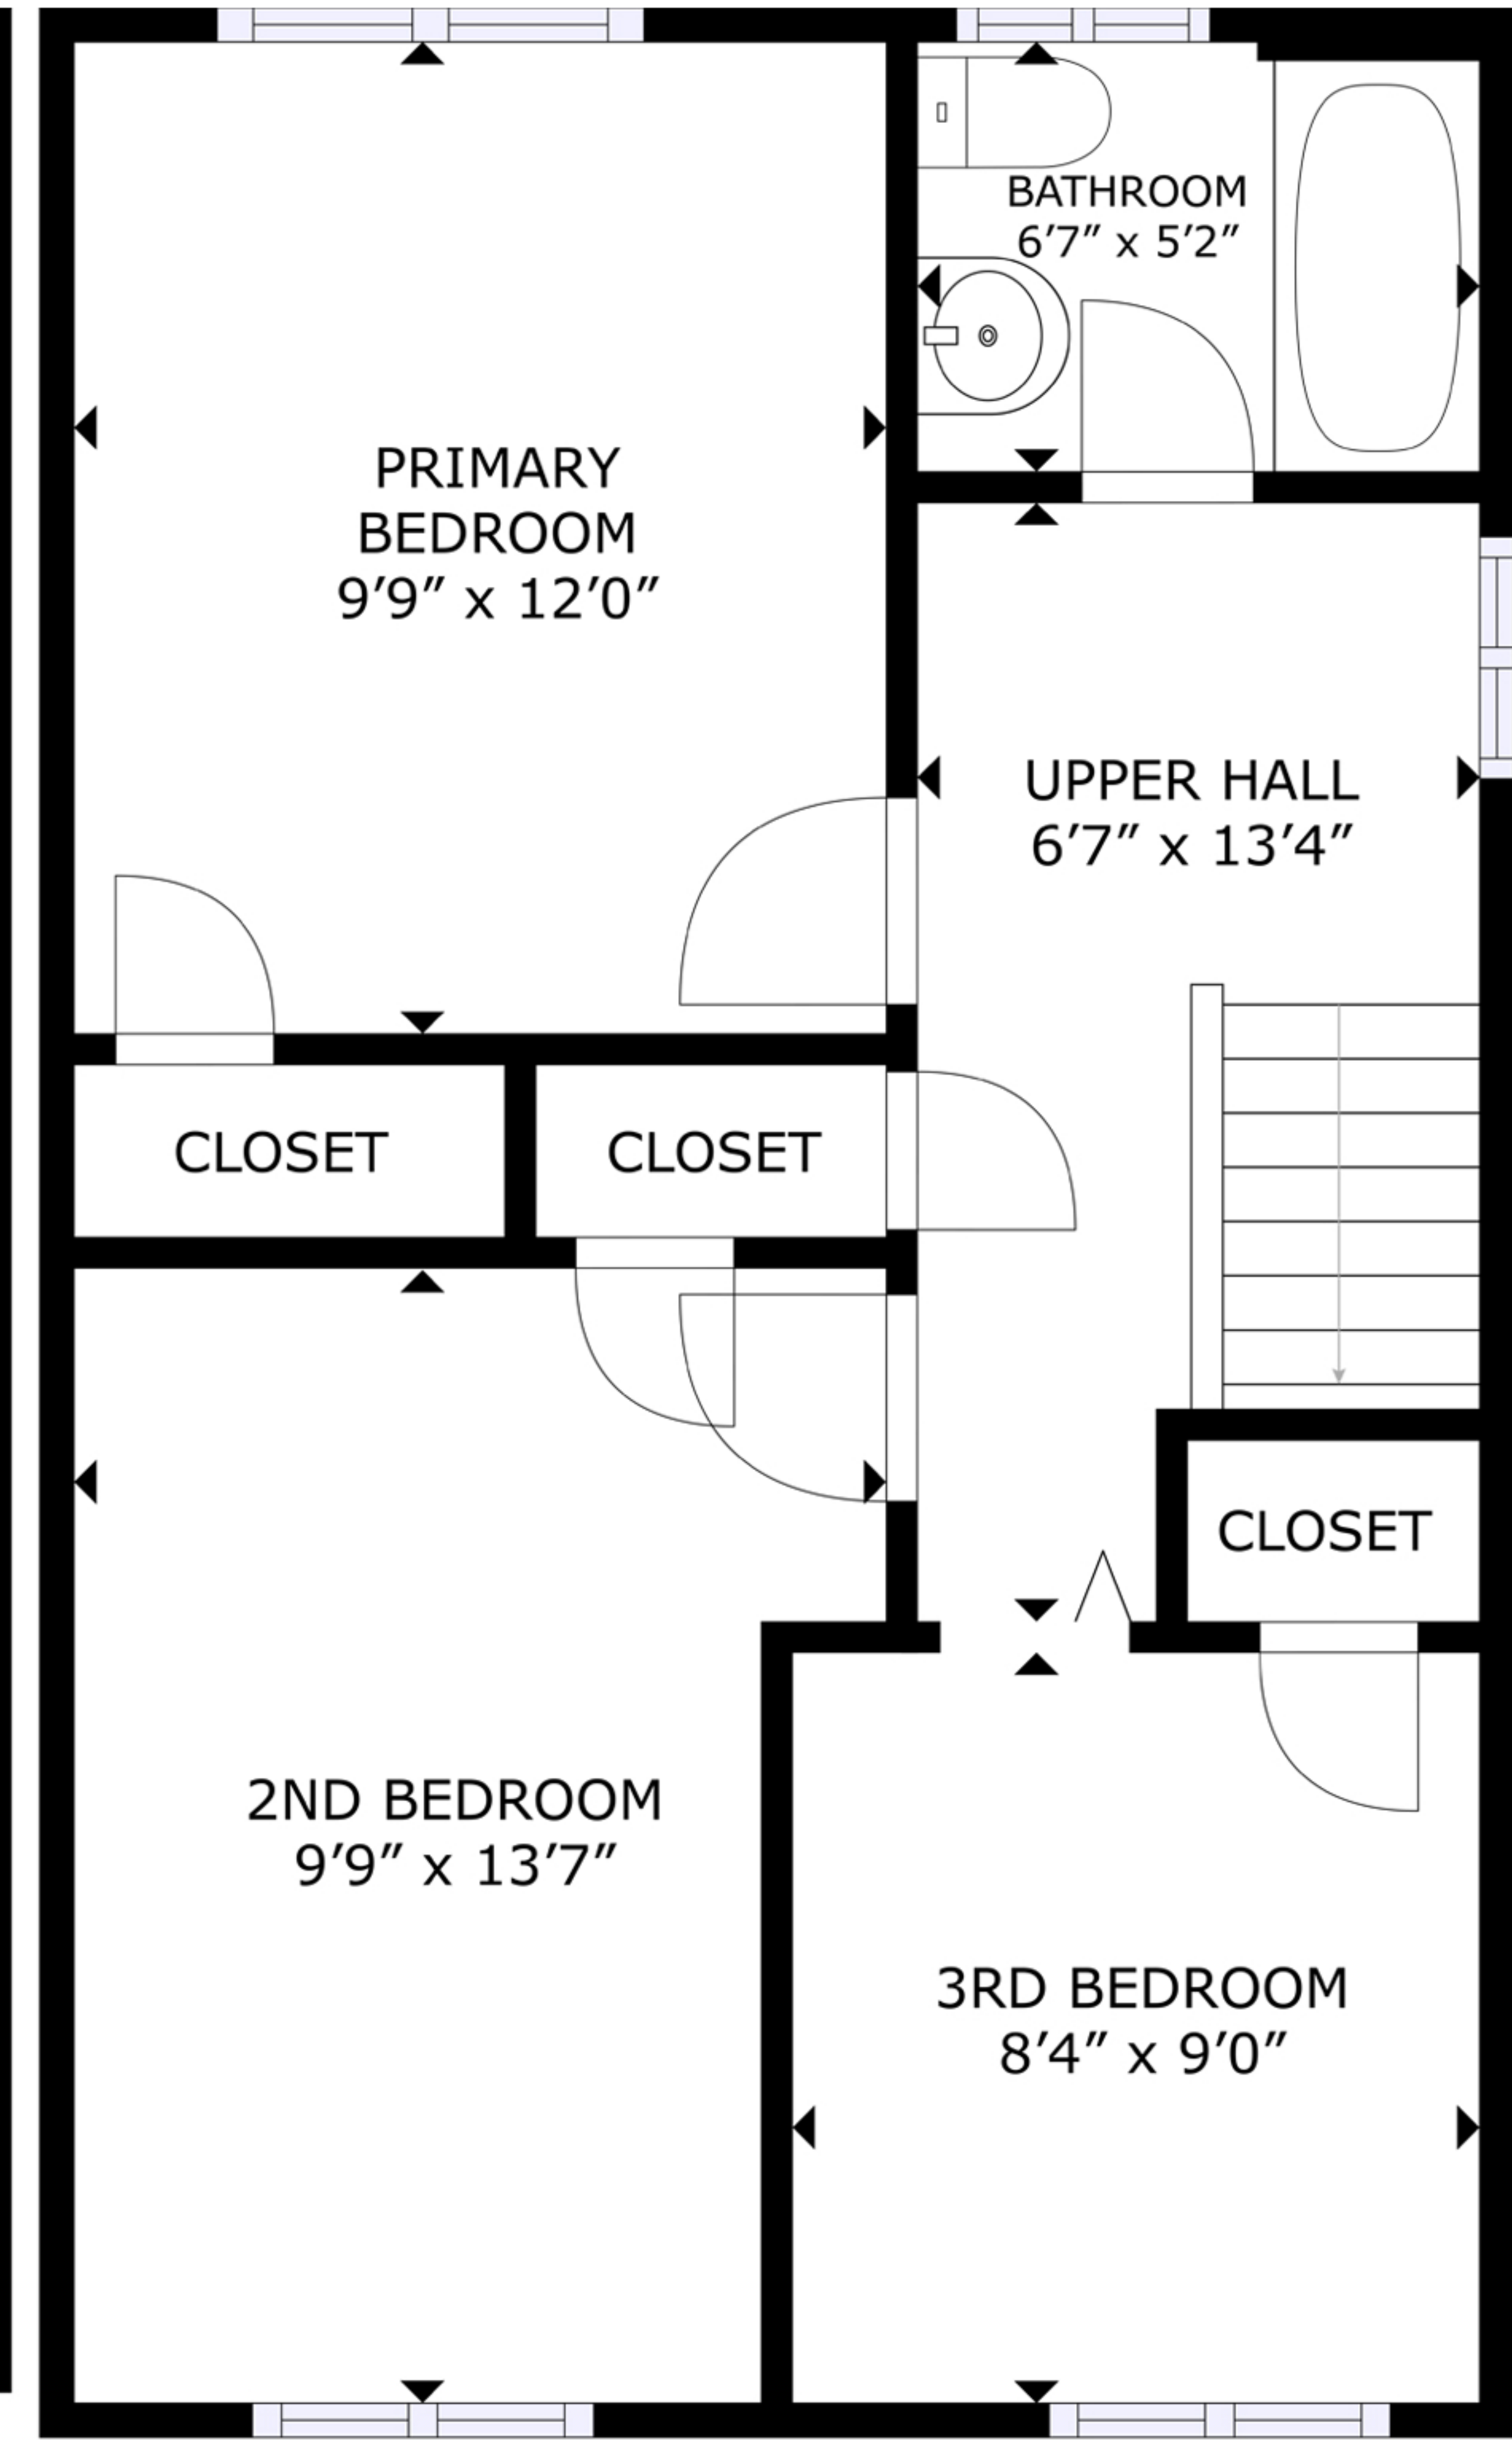 BATHROOM
6′7″ x 5′2″
PRIMARY
BEDROOM
9′9″ x 12′0″
UPPER HALL
6′7″ x 13′4″
CLOSET
CLOSET
CLOSET
2ND BEDROOM
9′9″ x 13′7″
3RD BEDROOM
8′4″ x 9′0″